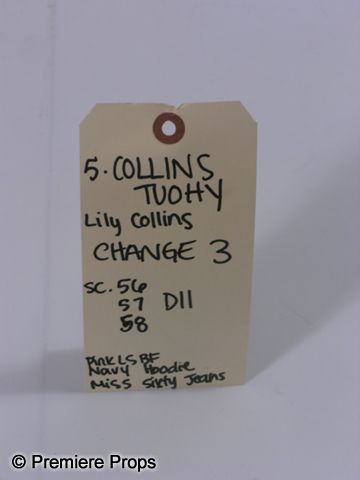 5. COLLINS
TUOHY
Lily Collins
CHANGE 3
SC. 56
57 D11
58
PINK LS BF
Navy Hoodie
Miss Sixty Jeans
© Premiere Props